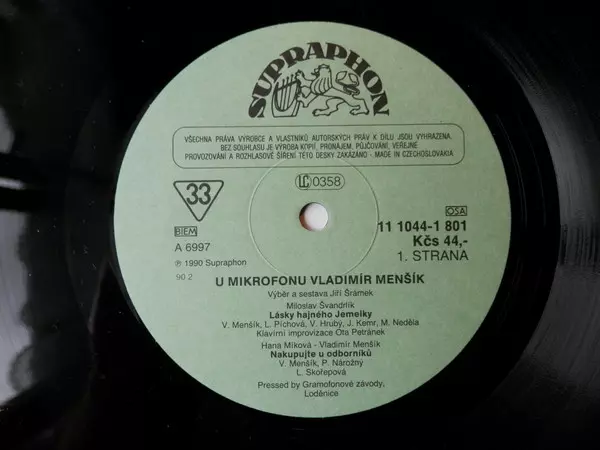 SUPRAPHON
VŠECHNA PRÁVA VÝROBCE A VLASTNÍKŮ AUTORSKÝCH PRÁV K DÍLU JSOU VYHRAZENA.
BEZ SOUHLASU JE VÝROBA KOPIÍ, PRONÁJEM, PŮJČOVÁNÍ, VEŘEJNÉ
PROVOZOVÁNÍ A ROZHLASOVÉ ŠÍŘENÍ TÉTO DESKY ZAKÁZÁNO - MADE IN CZECHOSLOVAKIA
33
LC 0358
BIEM
OSA
A 6997
11 1044-1 801
Kčs 44,-
℗ 1990 Supraphon
1. STRANA
90 2
U MIKROFONU VLADIMÍR MENŠÍK
Výběr a sestava Jiří Šrámek
Miloslav Švandrlík
Lásky hajného Jemelky
V. Menšík, L. Píchová, V. Hrubý, J. Kemr, M. Neděla
Klavírní improvizace Ota Petránek
Hana Miková - Vladimír Menšík
Nakupujte u odborníků
V. Menšík, P. Nárožný
L. Skořepová
Pressed by Gramofonové závody,
Loděnice